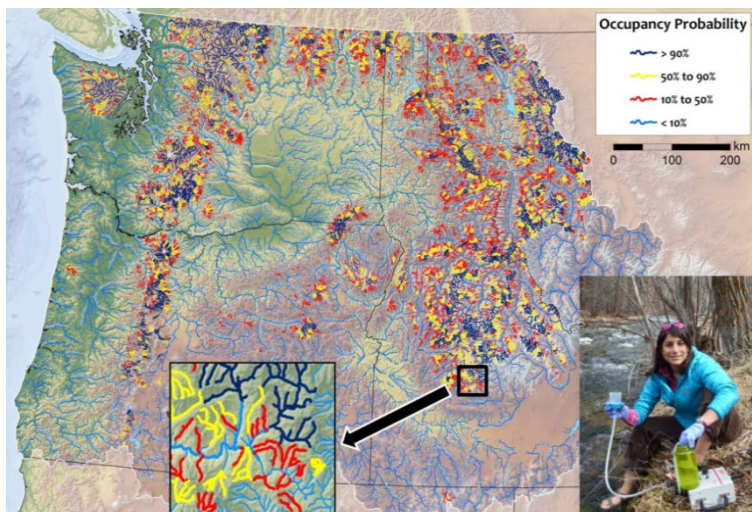 Occupancy Probability
> 90%
50% to 90%
10% to 50%
< 10%
km
0 100 200